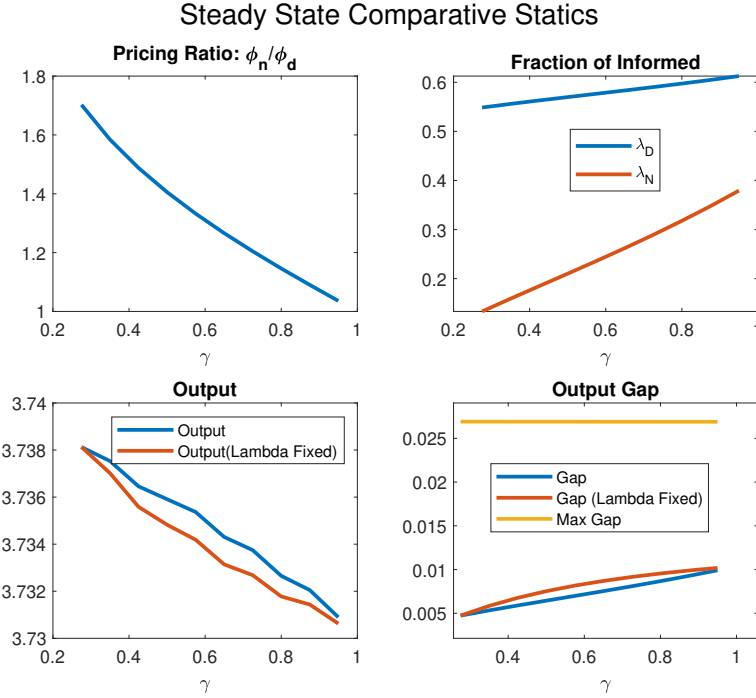 Steady State Comparative Statics
Pricing Ratio: ϕn/ϕd
1.8
1.6
1.4
1.2
1
0.2 0.4 0.6 0.8 1
γ
Fraction of Informed
0.6
0.5
0.4
0.3
0.2
λD
λN
0.2 0.4 0.6 0.8 1
γ
Output
3.74
3.738
3.736
3.734
3.732
3.73
Output
Output(Lambda Fixed)
0.2 0.4 0.6 0.8 1
γ
Output Gap
0.025
0.02
0.015
0.01
0.005
Gap
Gap (Lambda Fixed)
Max Gap
0.4 0.6 0.8 1
γ